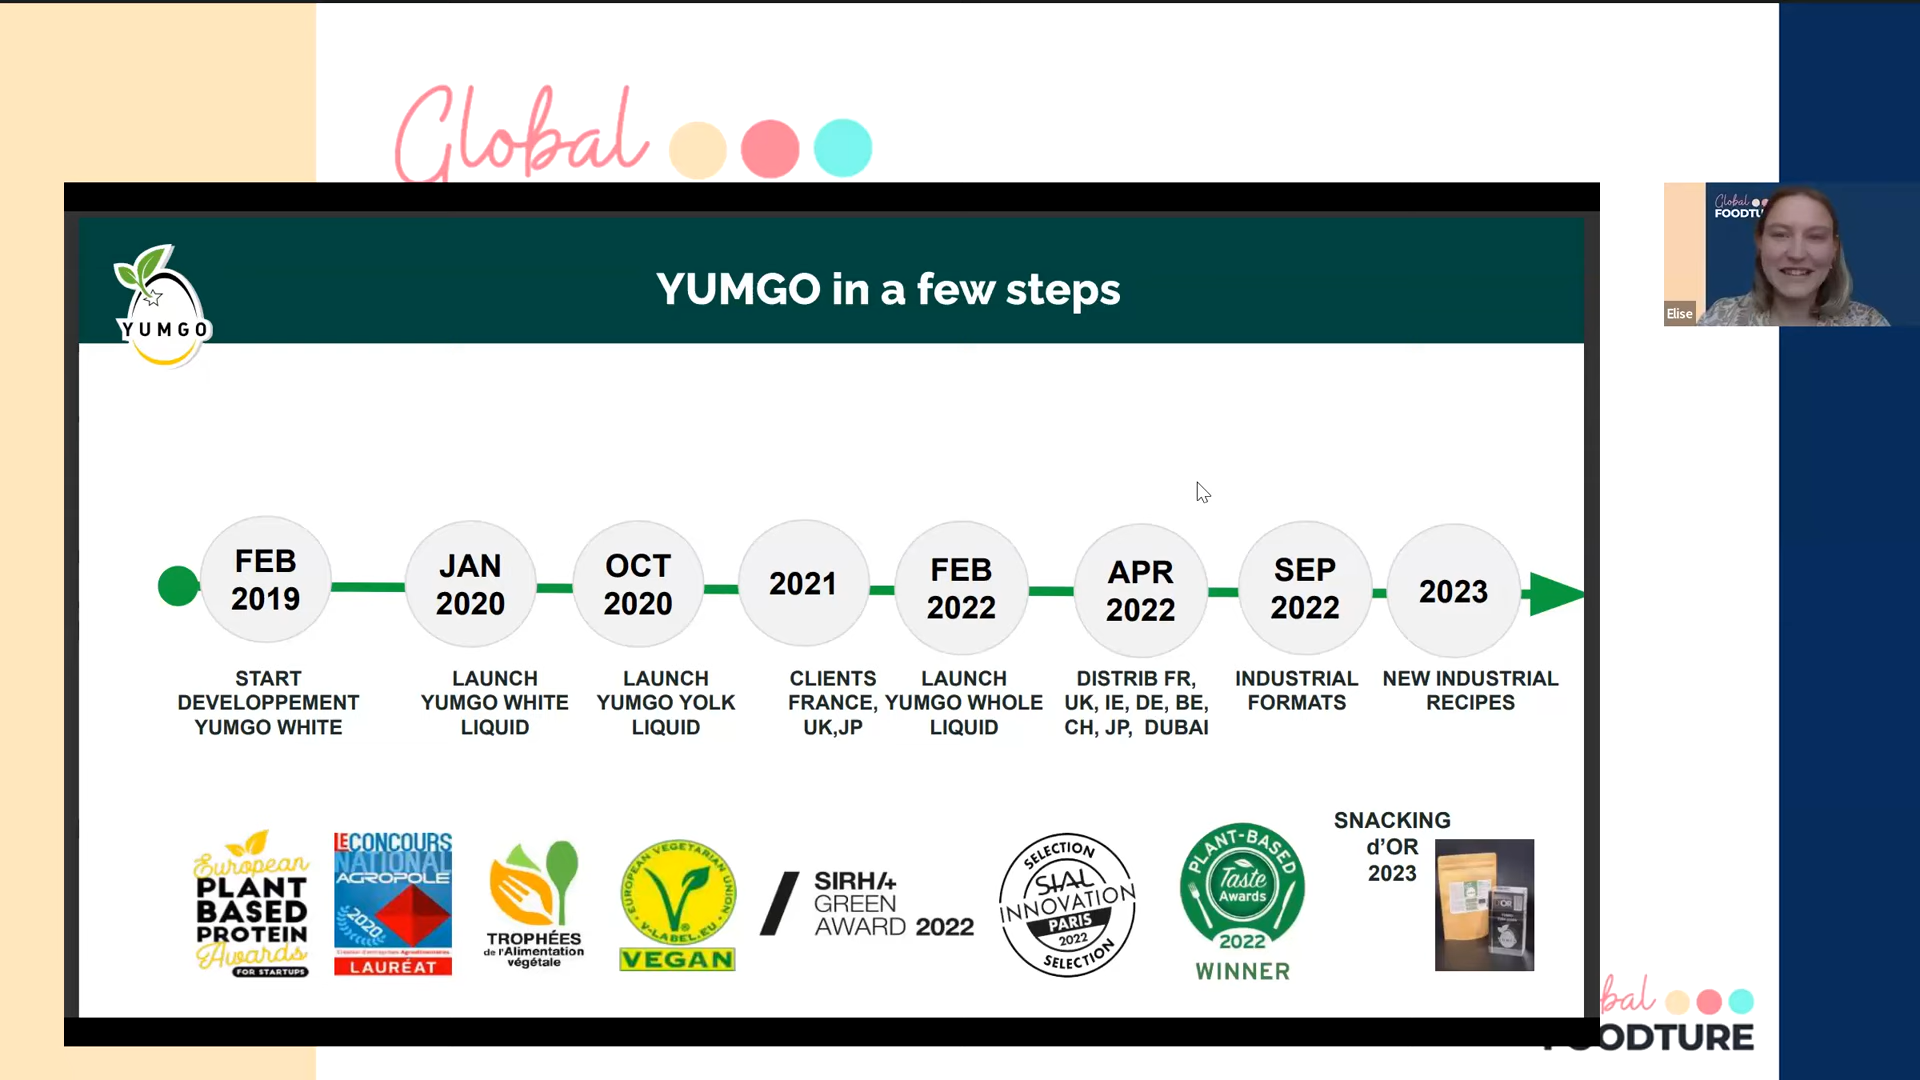 Global
Global
FOODTU
Elise
YUMGO
YUMGO in a few steps
FEB
2019
JAN
2020
OCT
2020
2021
FEB
2022
APR
2022
SEP
2022
2023
START
DEVELOPPEMENT
YUMGO WHITE
LAUNCH
YUMGO WHITE
LIQUID
LAUNCH
YUMGO YOLK
LIQUID
CLIENTS
FRANCE,
UK,JP
LAUNCH
YUMGO WHOLE
LIQUID
DISTRIB FR,
UK, IE, DE, BE,
CH, JP, DUBAI
INDUSTRIAL
FORMATS
NEW INDUSTRIAL
RECIPES
European
PLANT
BASED
PROTEIN
Awards
FOR STARTUPS
LECONCOURS
NATIONAL
AGROPOLE
2020
LAURÉAT
TROPHÉES
de l'Alimentation
végétale
EUROPEAN VEGETARIAN UNION
V-LABEL.EU
VEGAN
SIRH/+
GREEN
AWARD 2022
SELECTION
SIAL
INNOVATION
PARIS
2022
SELECTION
PLANT-BASED
Taste
Awards
2022
WINNER
SNACKING
d'OR
2023
bal
OODTURE